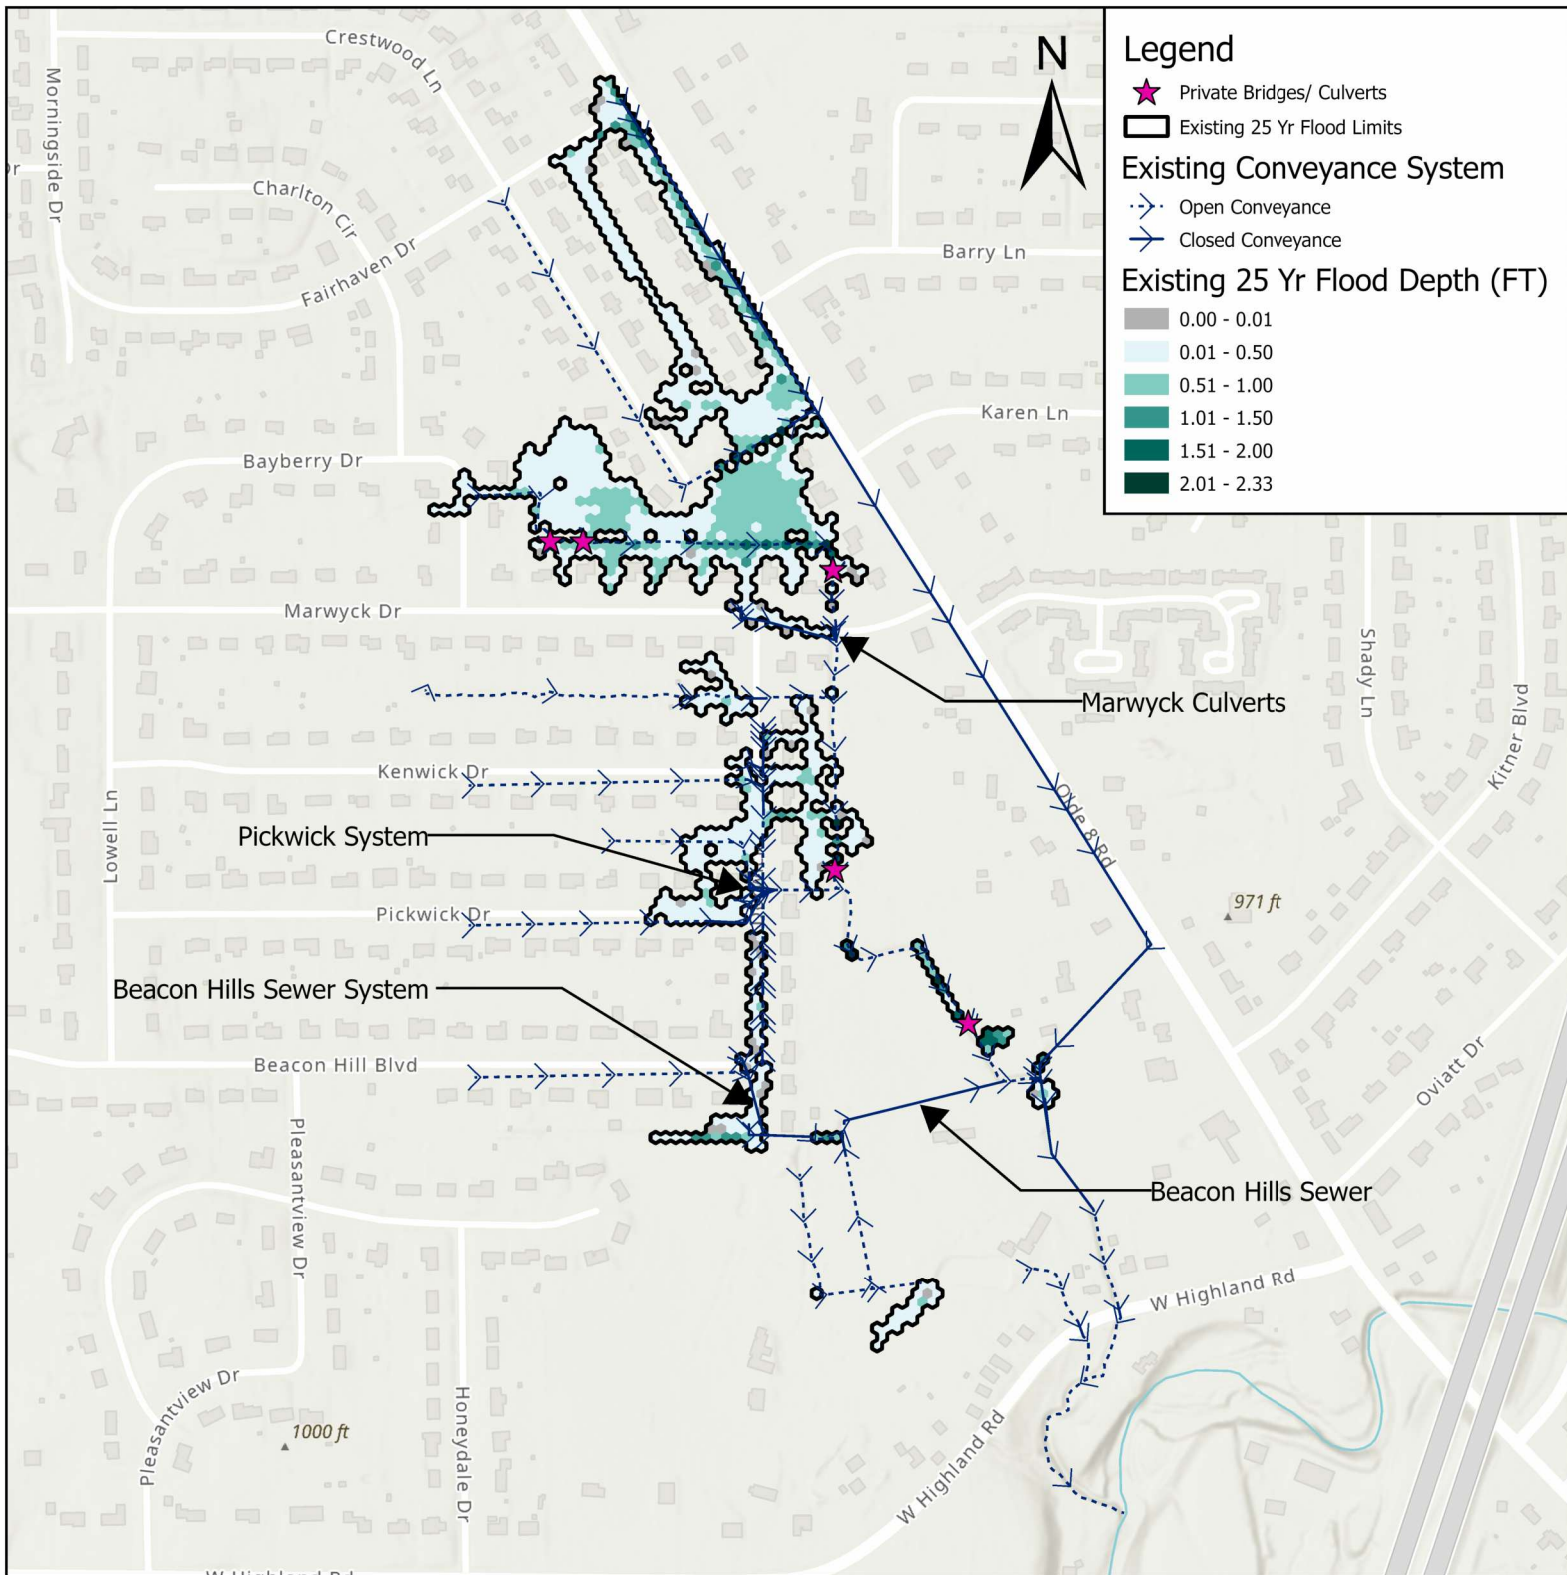 Legend
Private Bridges/ Culverts
Existing 25 Yr Flood Limits
Existing Conveyance System
Open Conveyance
Closed Conveyance
Existing 25 Yr Flood Depth (FT)
0.00 - 0.01
0.01 - 0.50
0.51 - 1.00
1.01 - 1.50
1.51 - 2.00
2.01 - 2.33
N
Crestwood Ln
Morningside Dr
Dr
Charlton Cir
Fairhaven Dr
Barry Ln
Karen Ln
Bayberry Dr
Marwyck Dr
Shady Ln
Marwyck Culverts
Kitner Blvd
Kenwick Dr
Olde 8 Rd
Lowell Ln
Pickwick System
971 ft
Pickwick Dr
Beacon Hills Sewer System
Beacon Hill Blvd
Oviatt Dr
Pleasantview Dr
Beacon Hills Sewer
W Highland Rd
Pleasantview Dr
1000 ft
Honeydale Dr
W Highland Rd
W Highland Rd